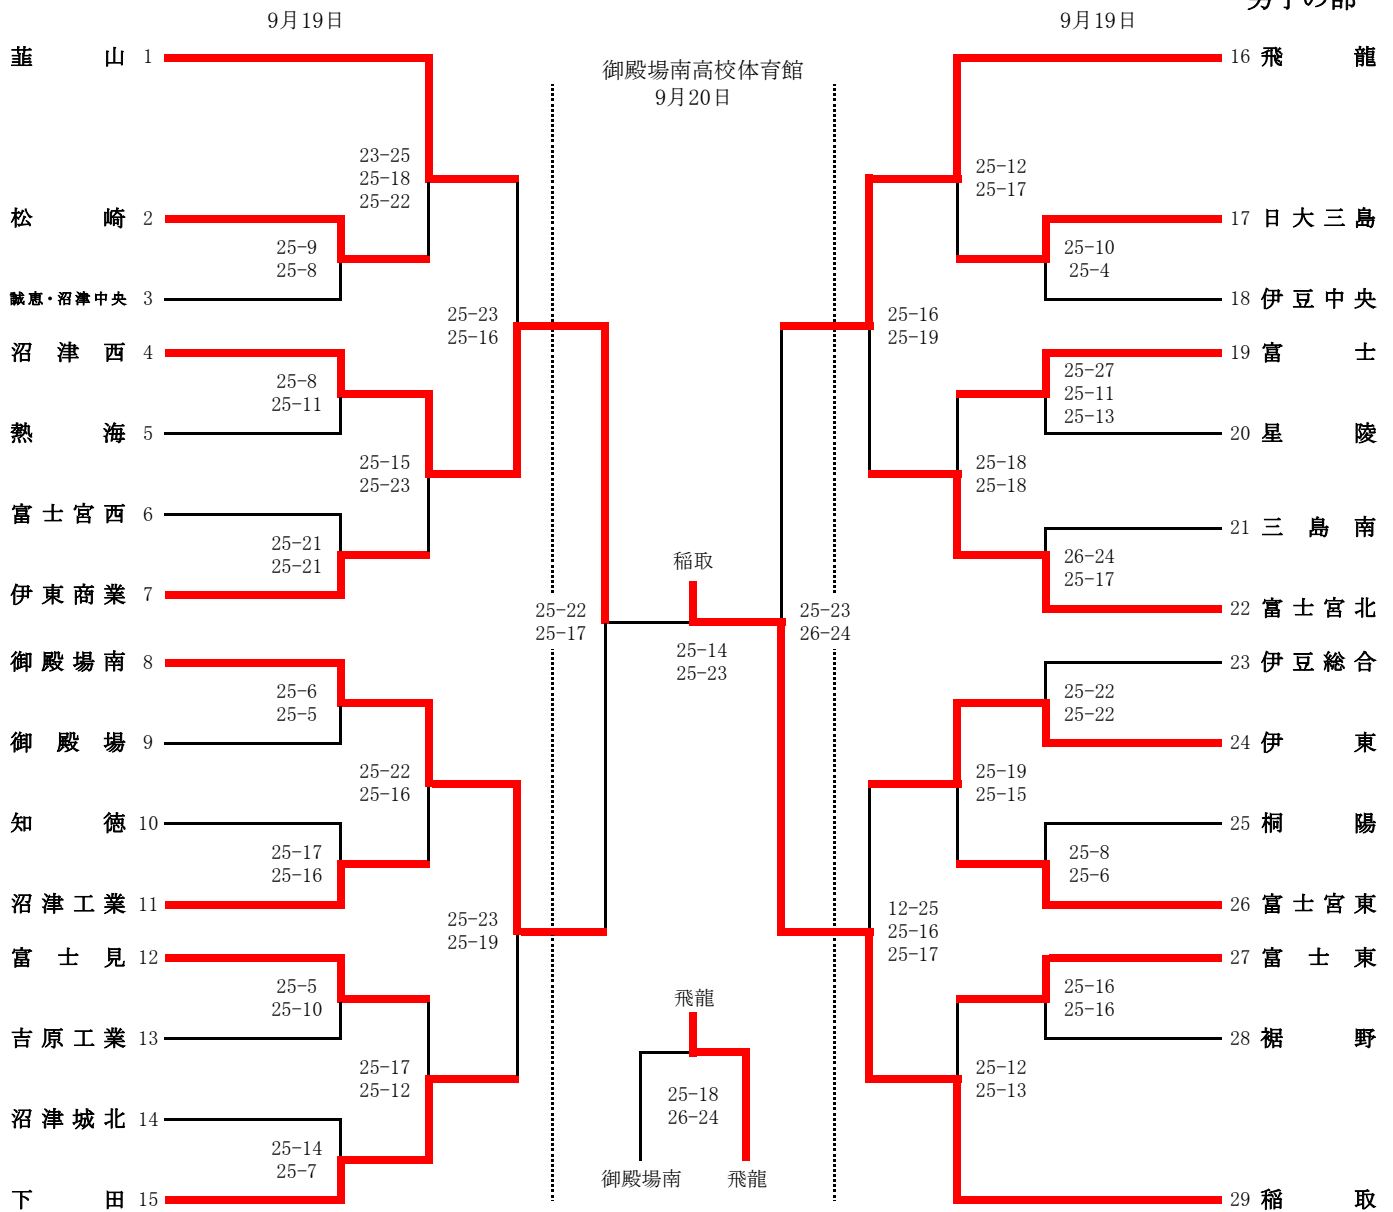 男子の部
9月19日
9月19日
御殿場南高校体育館
9月20日
韮山 1
松崎 2
誠恵・沼津中央 3
沼津西 4
熱海 5
富士宮西 6
伊東商業 7
御殿場南 8
御殿場 9
知徳 10
沼津工業 11
富士見 12
吉原工業 13
沼津城北 14
下田 15
23-25
25-18
25-22
25-9
25-8
25-23
25-16
25-8
25-11
25-15
25-23
25-21
25-21
25-22
25-17
25-6
25-5
25-22
25-16
25-17
25-16
25-23
25-19
25-5
25-10
25-17
25-12
25-14
25-7
稲取
25-14
25-23
飛龍
25-18
26-24
御殿場南
飛龍
25-12
25-17
25-10
25-4
25-16
25-19
25-27
25-11
25-13
25-18
25-18
26-24
25-17
25-23
26-24
25-22
25-22
25-19
25-15
25-8
25-6
12-25
25-16
25-17
25-16
25-16
25-12
25-13
16 飛龍
17 日大三島
18 伊豆中央
19 富士
20 星陵
21 三島南
22 富士宮北
23 伊豆総合
24 伊東
25 桐陽
26 富士宮東
27 富士東
28 裾野
29 稲取